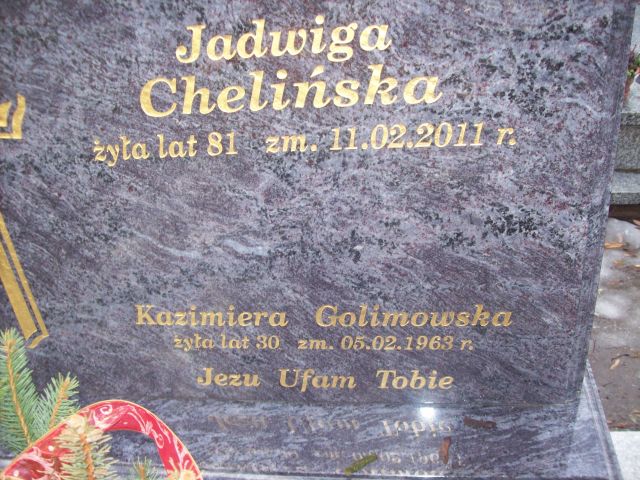 Jadwiga
Chelińska
żyła lat 81 zm. 11.02.2011 r.
Kazimiera Golimowska
żyła lat 30 zm. 05.02.1963 r.
Jezu Ufam Tobie